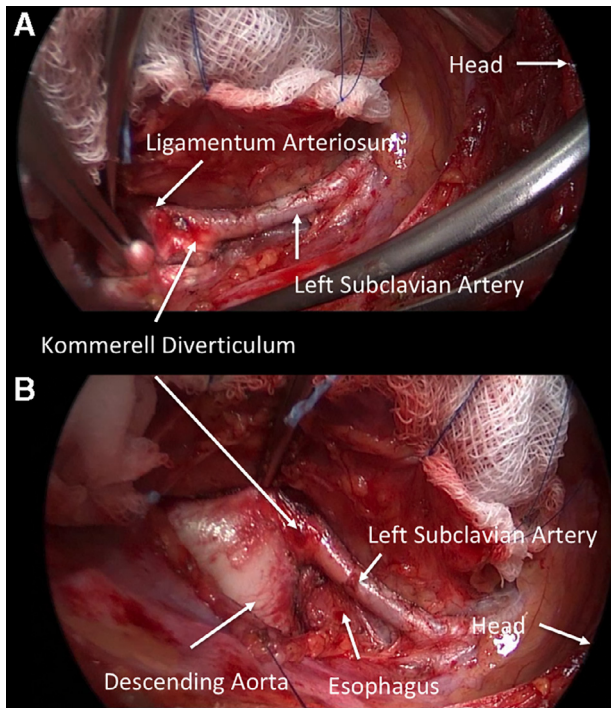 A
Head
Ligamentum Arteriosum
Left Subclavian Artery
Kommerell Diverticulum
B
Left Subclavian Artery
Head
Descending Aorta
Esophagus